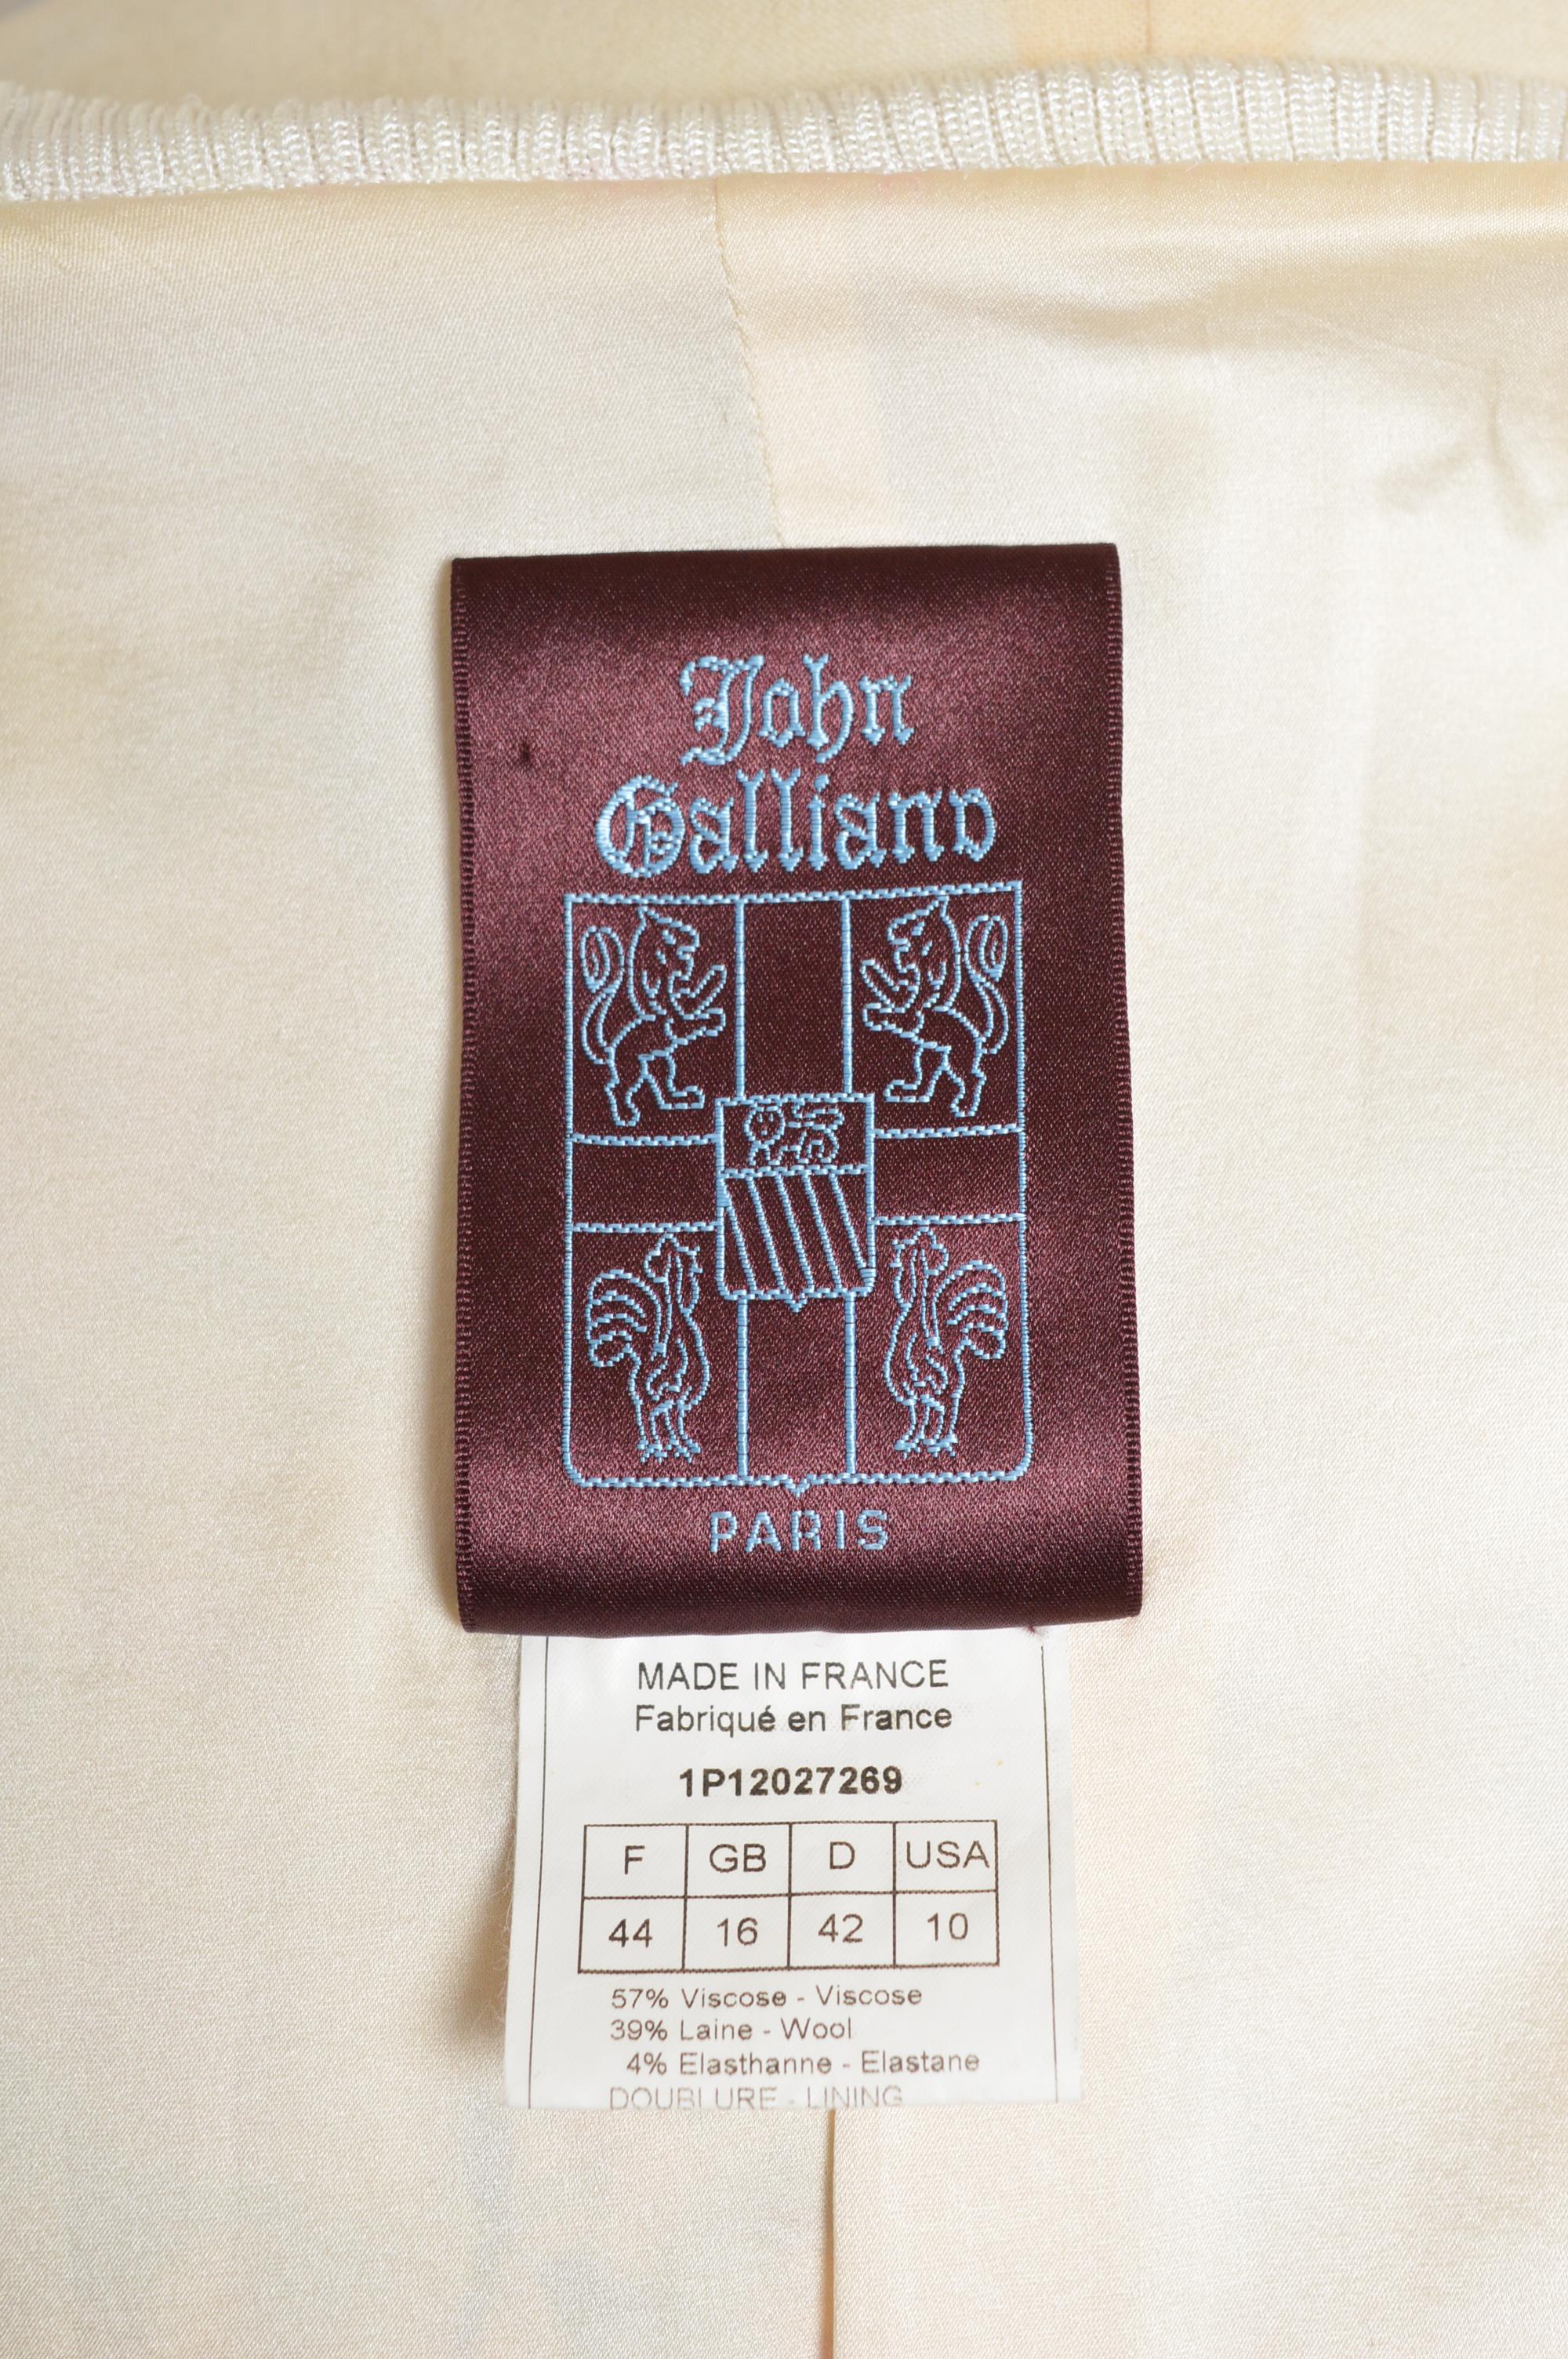 John
Galliano
PARIS
MADE IN FRANCE
Fabriqué en France
1P12027269
F GB D USA
44 16 42 10
57% Viscose - Viscose
39% Laine - Wool
4% Elasthanne - Elastane
DOUBLURE - LINING